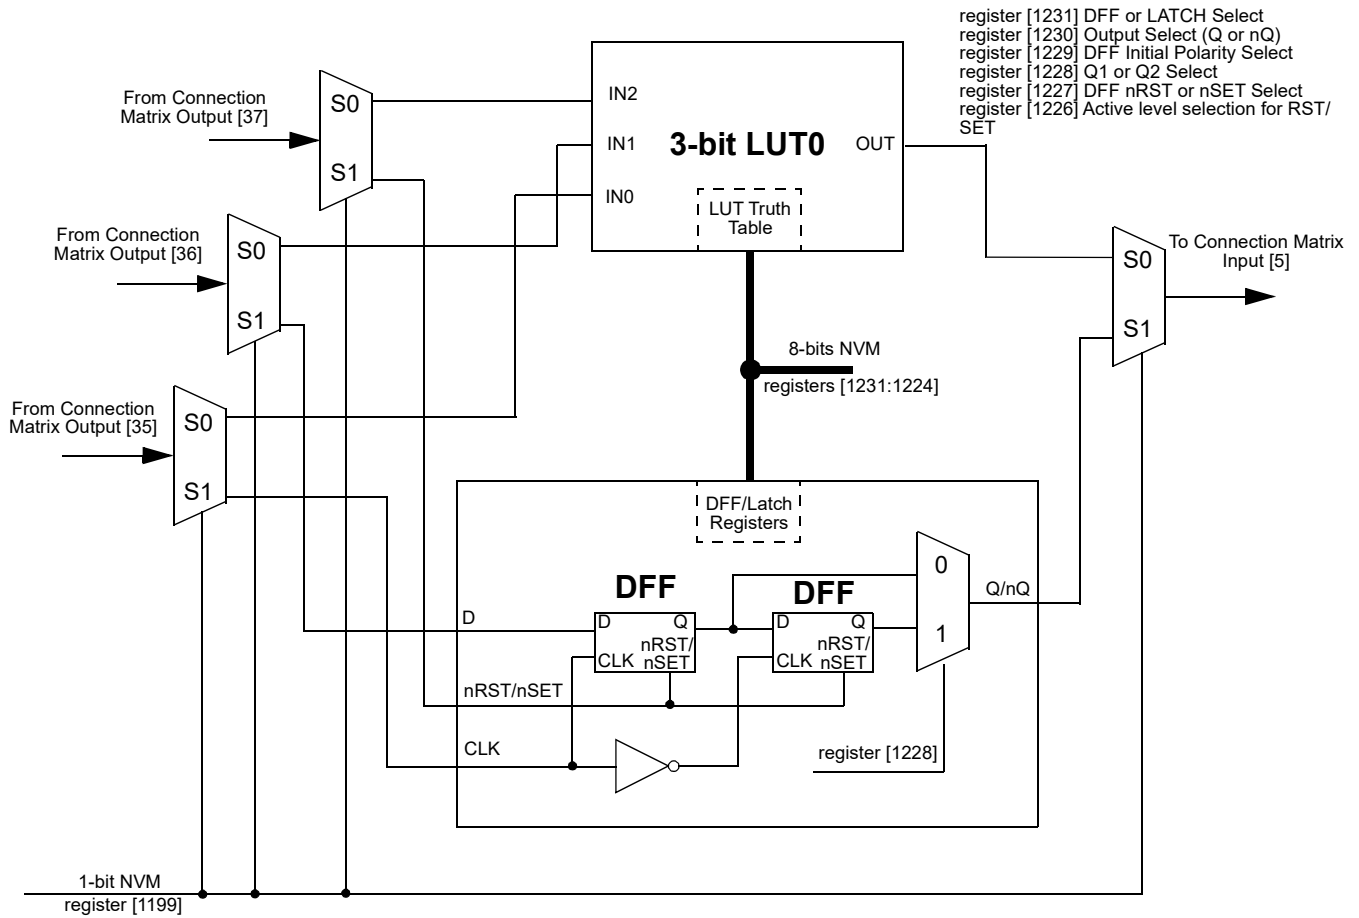 register [1231] DFF or LATCH Select
register [1230] Output Select (Q or nQ)
register [1229] DFF Initial Polarity Select
register [1228] Q1 or Q2 Select
register [1227] DFF nRST or nSET Select
register [1226] Active level selection for RST/
SET
From Connection
Matrix Output [37]
S0
S1
IN2
IN1
IN0
3-bit LUT0
OUT
LUT Truth
Table
From Connection
Matrix Output [36]
S0
S1
To Connection Matrix
Input [5]
S0
S1
8-bits NVM
registers [1231:1224]
From Connection
Matrix Output [35]
S0
S1
DFF/Latch
Registers
DFF
DFF
0
1
Q/nQ
D
D
Q
nRST/
CLK
nSET
D
Q
nRST/
CLK
nSET
nRST/nSET
CLK
register [1228]
1-bit NVM
register [1199]